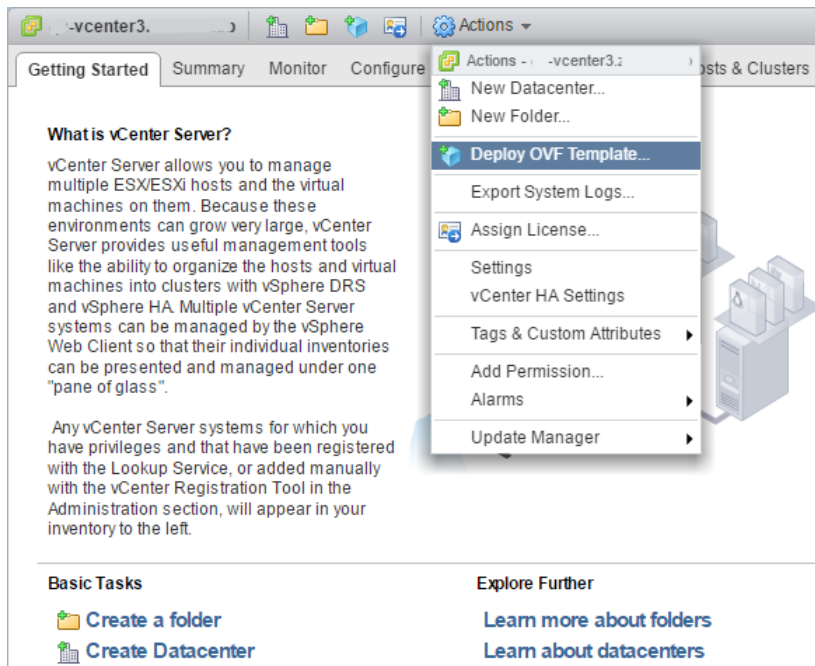 -vcenter3.
Actions
Getting Started
Summary
Monitor
Configure
Actions -
-vcenter3.
& Clusters
New Datacenter...
New Folder...
Deploy OVF Template...
Export System Logs...
Assign License...
Settings
vCenter HA Settings
Tags & Custom Attributes
Add Permission...
Alarms
Update Manager
What is vCenter Server?
vCenter Server allows you to manage
multiple ESX/ESXi hosts and the virtual
machines on them. Because these
environments can grow very large, vCenter
Server provides useful management tools
like the ability to organize the hosts and virtual
machines into clusters with vSphere DRS
and vSphere HA. Multiple vCenter Server
systems can be managed by the vSphere
Web Client so that their individual inventories
can be presented and managed under one
"pane of glass".
Any vCenter Server systems for which you
have privileges and that have been registered
with the Lookup Service, or added manually
with the vCenter Registration Tool in the
Administration section, will appear in your
inventory to the left.
Basic Tasks
Create a folder
Create Datacenter
Explore Further
Learn more about folders
Learn about datacenters